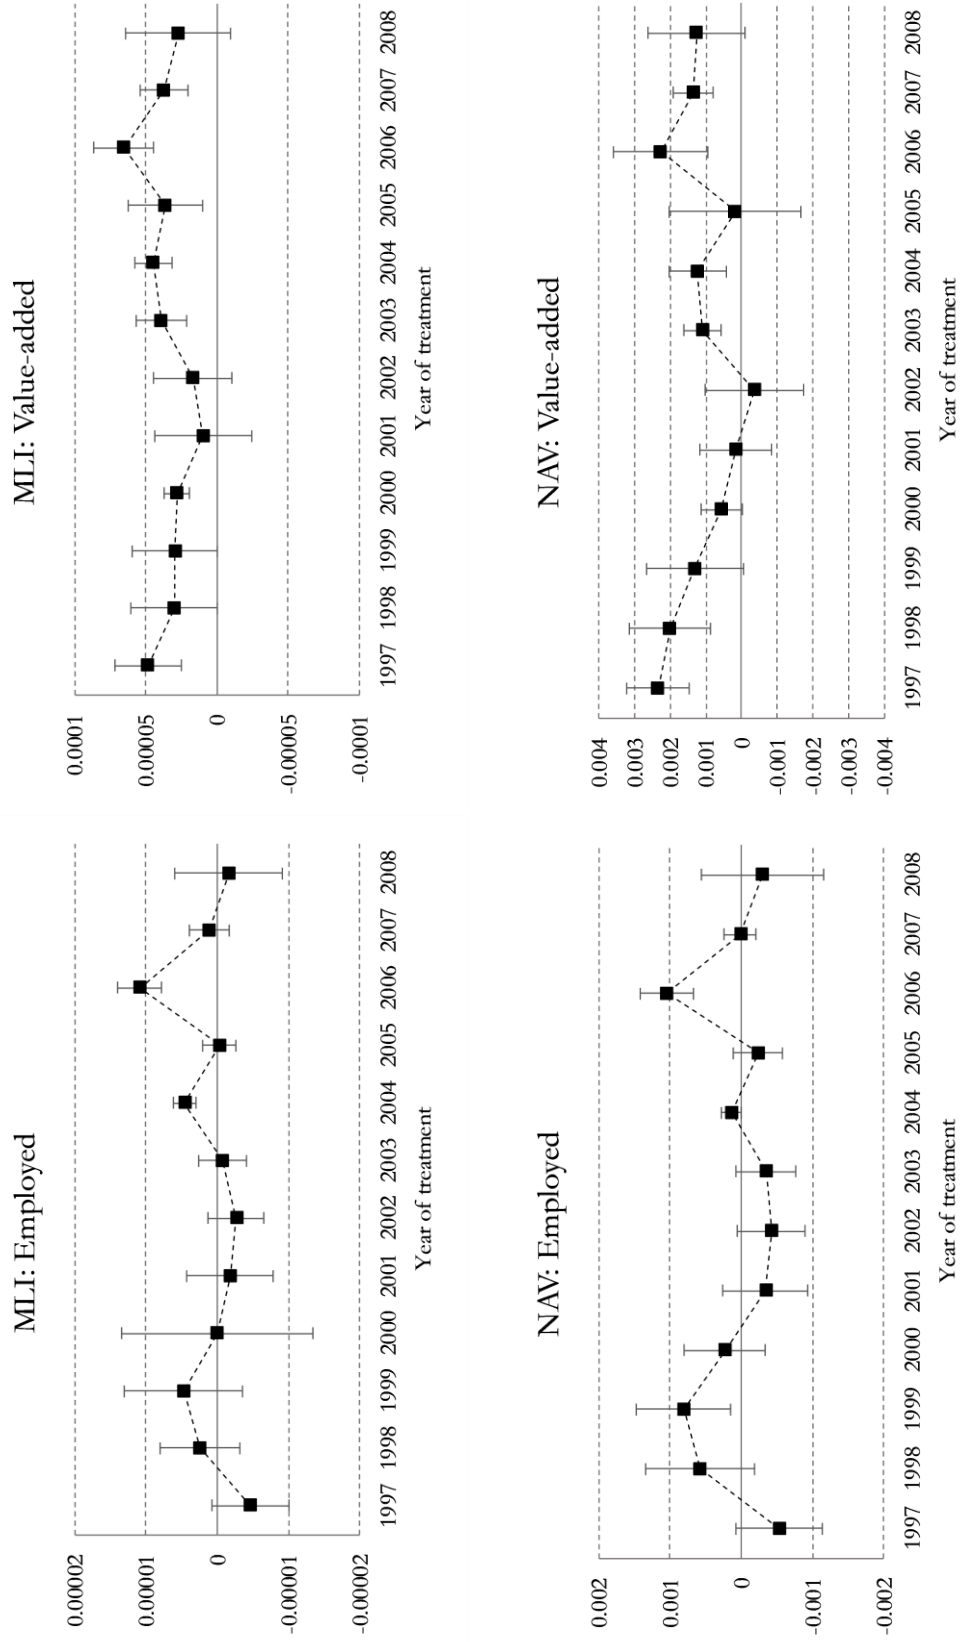 MLI: Employed
0.00002
0.00001
0
-0.00001
-0.00002
1997 1998 1999 2000 2001 2002 2003 2004 2005 2006 2007 2008
Year of treatment
MLI: Value-added
0.0001
0.00005
0
-0.00005
-0.0001
1997 1998 1999 2000 2001 2002 2003 2004 2005 2006 2007 2008
Year of treatment
NAV: Employed
0.002
0.001
0
-0.001
-0.002
1997 1998 1999 2000 2001 2002 2003 2004 2005 2006 2007 2008
Year of treatment
NAV: Value-added
0.004
0.003
0.002
0.001
0
-0.001
-0.002
-0.003
-0.004
1997 1998 1999 2000 2001 2002 2003 2004 2005 2006 2007 2008
Year of treatment